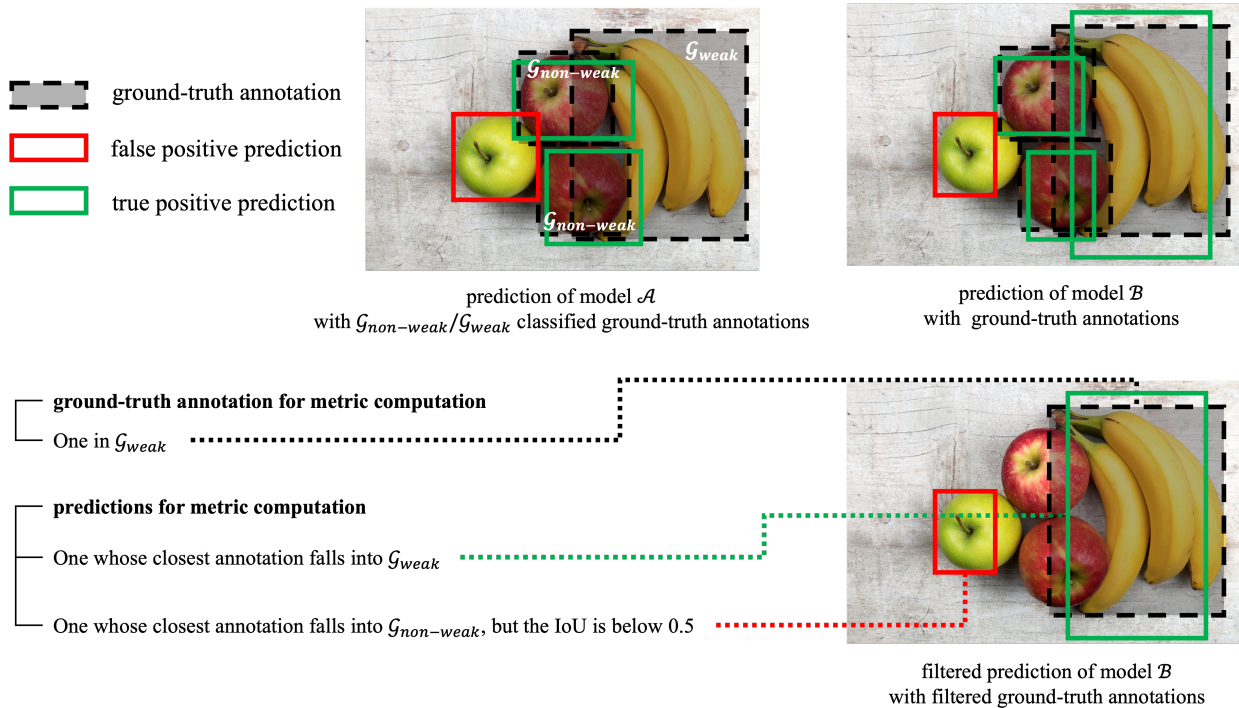 ground-truth annotation
false positive prediction
true positive prediction
𝒢weak
𝒢non−weak
𝒢non−weak
prediction of model 𝒜
with 𝒢non−weak/𝒢weak classified ground-truth annotations
prediction of model ℬ
with ground-truth annotations
ground-truth annotation for metric computation
One in 𝒢weak
predictions for metric computation
One whose closest annotation falls into 𝒢weak
One whose closest annotation falls into 𝒢non−weak, but the IoU is below 0.5
filtered prediction of model ℬ
with filtered ground-truth annotations